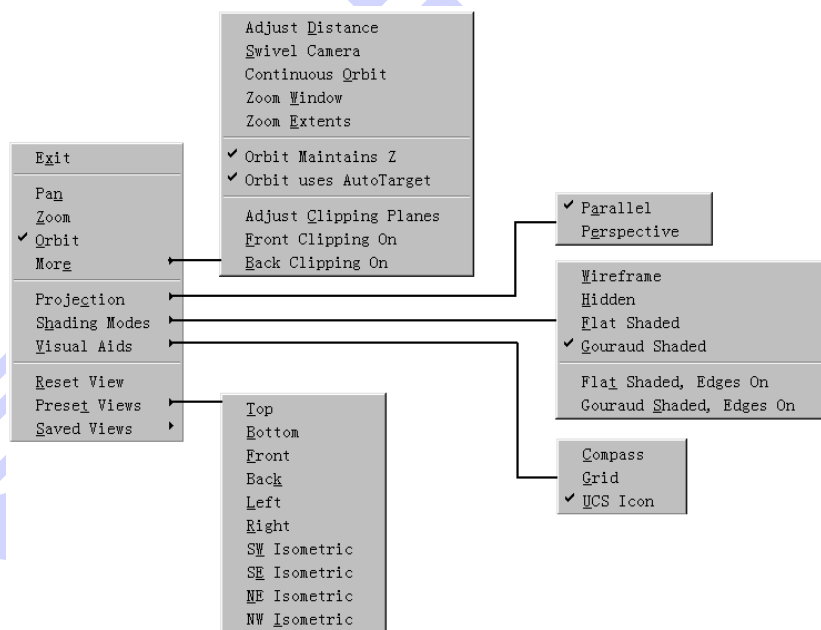 Adjust Distance
Swivel Camera
Continuous Orbit
Zoom Window
Zoom Extents
Orbit Maintains Z
Orbit uses AutoTarget
Adjust Clipping Planes
Front Clipping On
Back Clipping On
Exit
Pan
Zoom
Orbit
More
Projection
Shading Modes
Visual Aids
Reset View
Preset Views
Saved Views
Parallel
Perspective
Wireframe
Hidden
Flat Shaded
Gouraud Shaded
Flat Shaded, Edges On
Gouraud Shaded, Edges On
Compass
Grid
UCS Icon
Top
Bottom
Front
Back
Left
Right
SW Isometric
SE Isometric
NE Isometric
NW Isometric